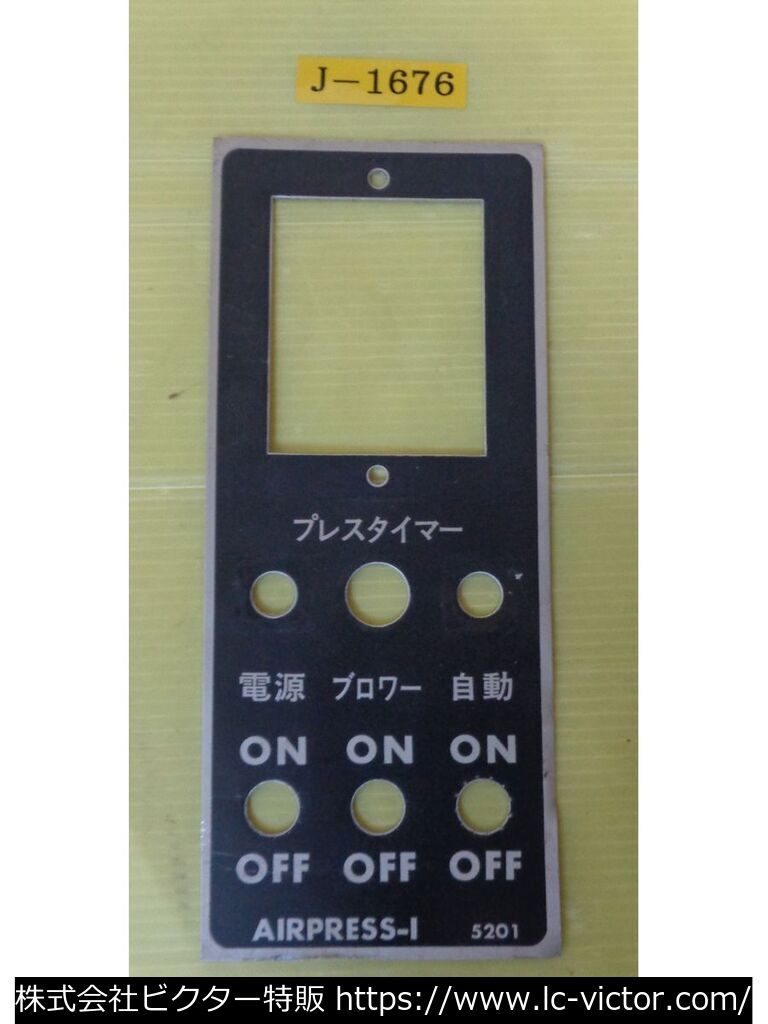 J-1676
プレスタイマー
電源 ブロワー 自動
ON ON ON
OFF OFF OFF
AIRPRESS-I 5201
株式会社ビクター特販 https://www.lc-victor.com/